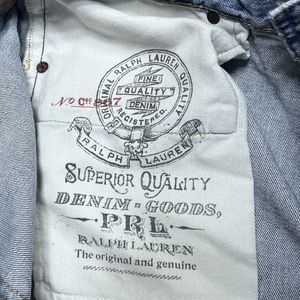 ORIGINAL RALPH LAUREN QUALITY
FINE
"QUALITY"
DENIM
REGISTERED
RALPH LAUREN
SUPERIOR QUALITY
DENIM = GOODS,
PRL
RALPH LAUREN
The original and genuine